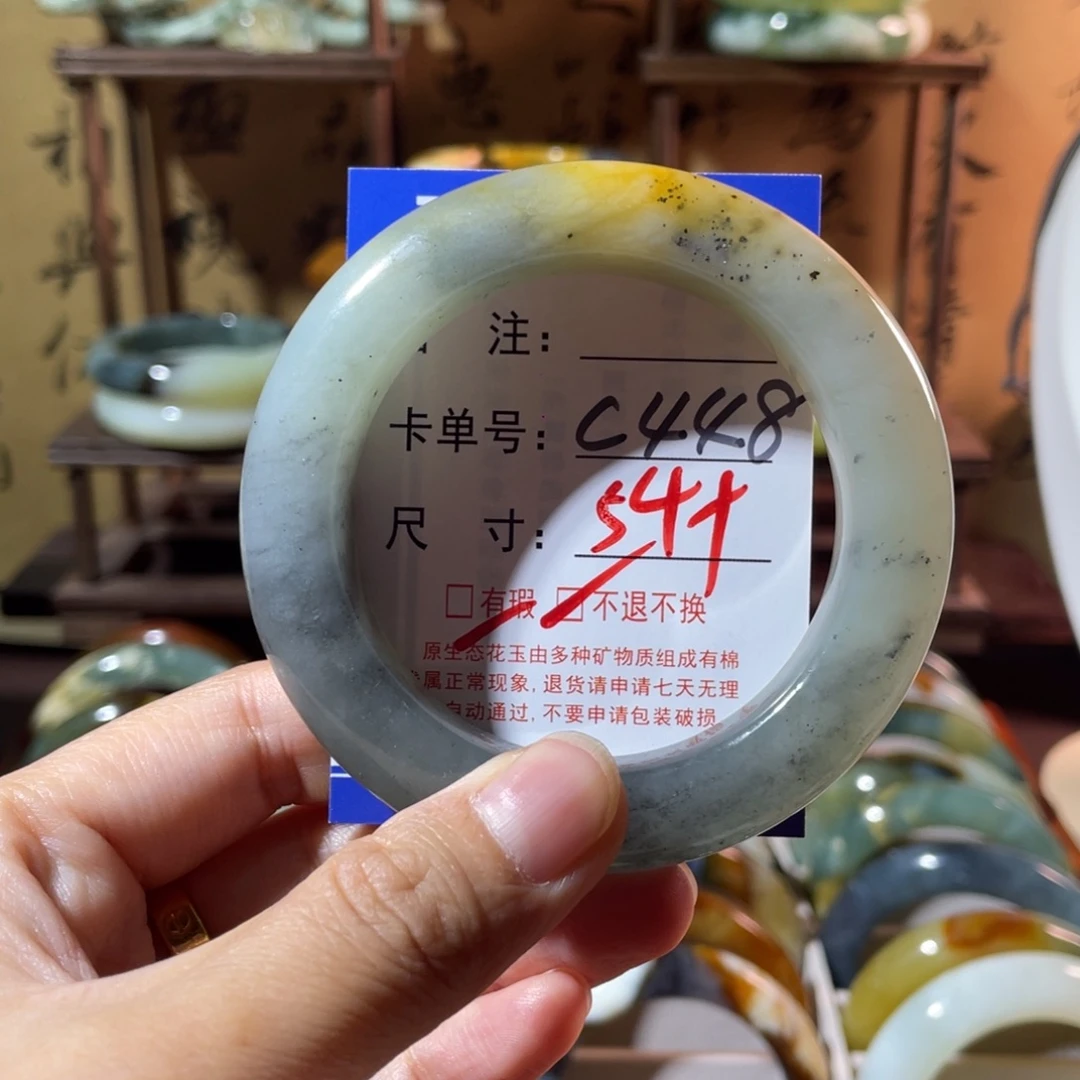 注：
卡单号：C448
尺 寸：54
有瑕 不退不换
原生态花玉由多种矿物质组成有棉
属正常现象, 退货请申请七天无理
自动通过, 不要申请包装破损